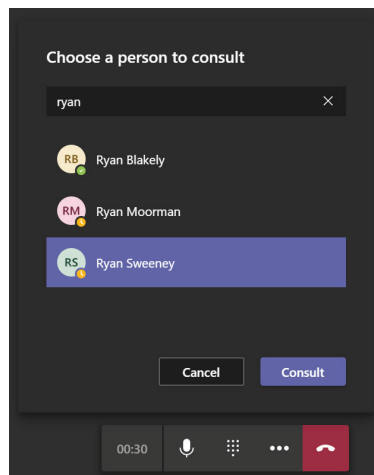 Choose a person to consult
ryan
RB Ryan Blakely
RM Ryan Moorman
RS Ryan Sweeney
Cancel Consult
00:30